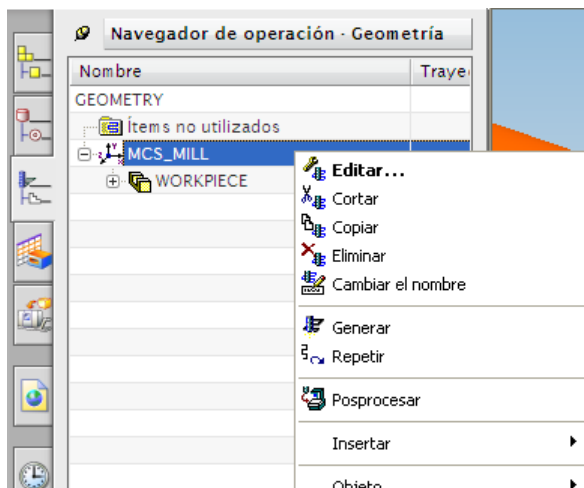 Navegador de operación - Geometría
Nombre
GEOMETRY
Ítems no utilizados
MCS_MILL
WORKPIECE
Editar...
Cortar
Copiar
Eliminar
Cambiar el nombre
Generar
Repetir
Posprocesar
Insertar
Objeto